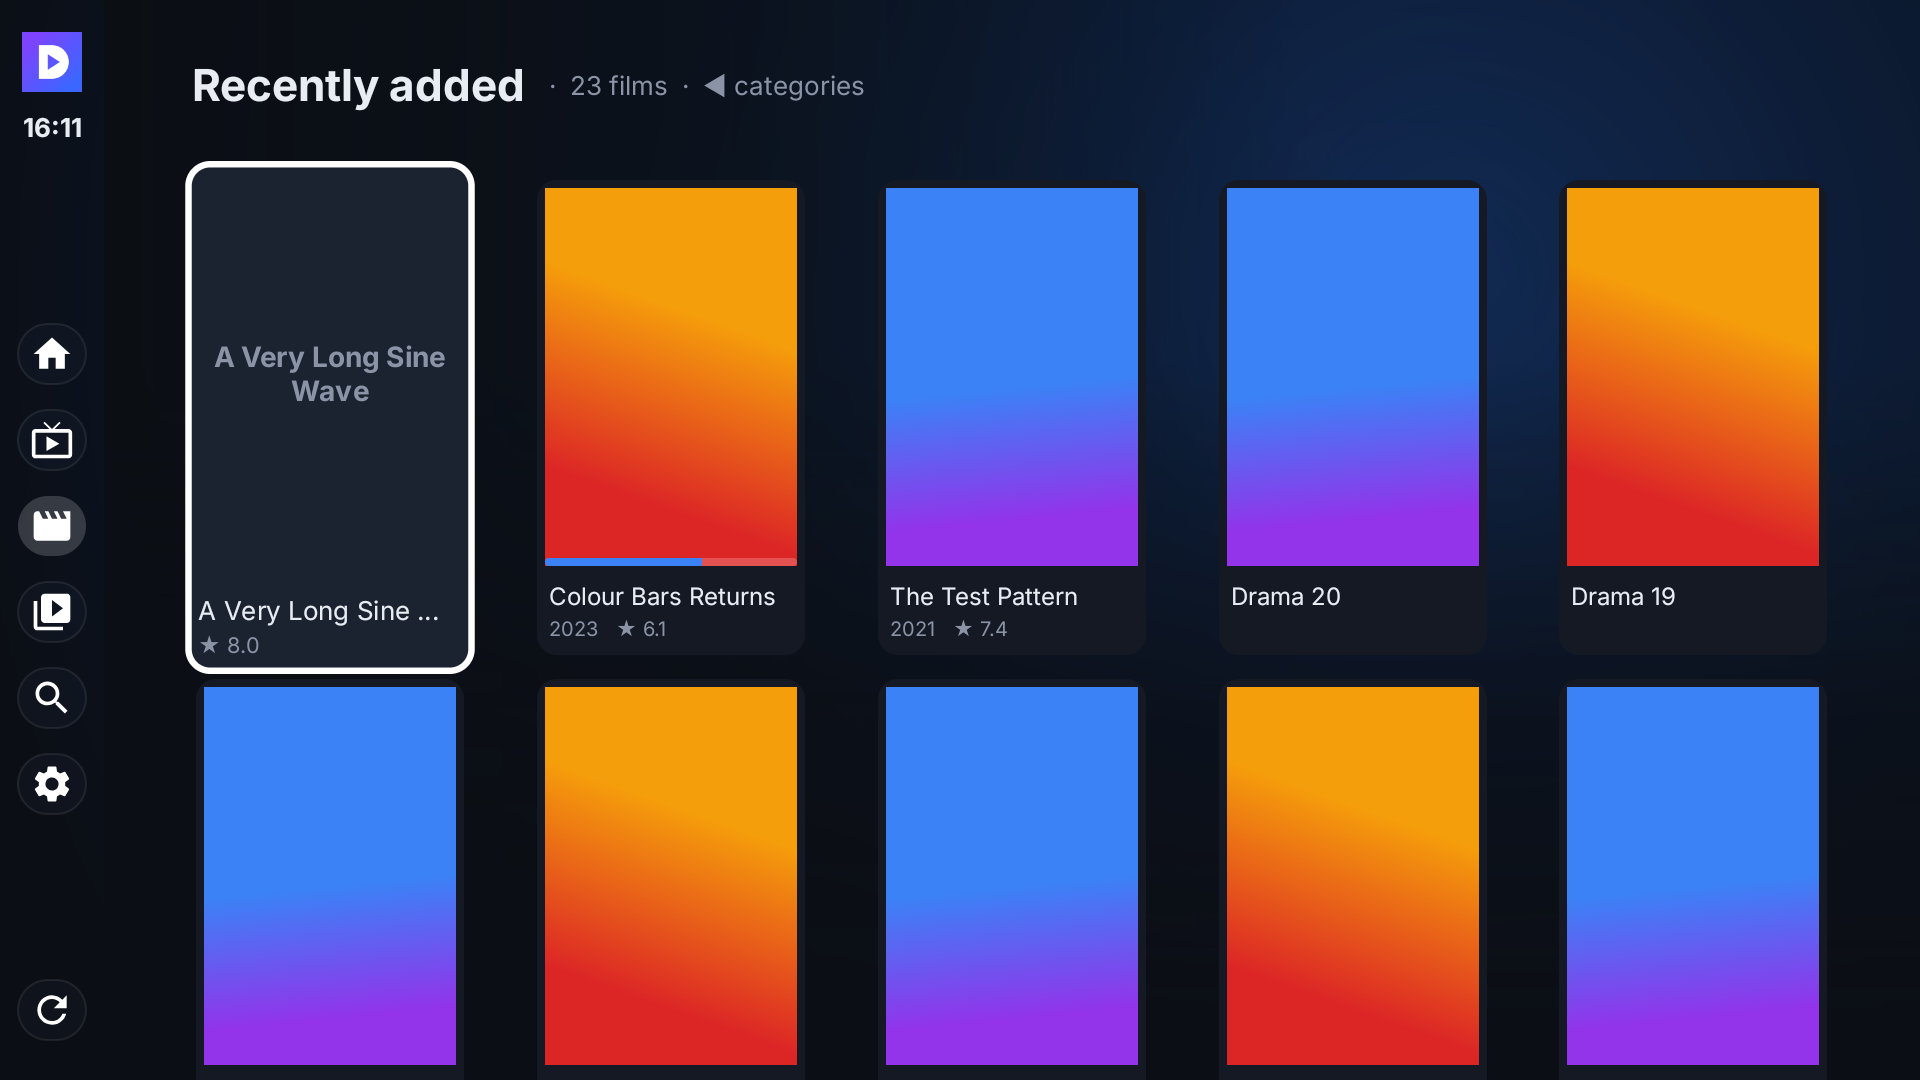 16:11
Recently added · 23 films · ◀ categories
A Very Long Sine
Wave
A Very Long Sine ...
★ 8.0
Colour Bars Returns
2023 ★ 6.1
The Test Pattern
2021 ★ 7.4
Drama 20
Drama 19